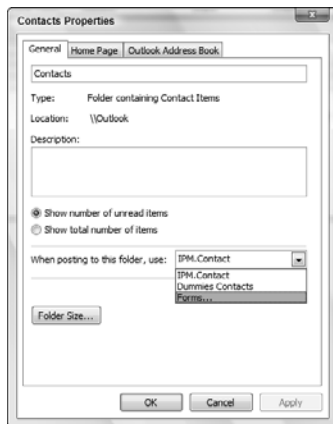 Contacts Properties
General Home Page Outlook Address Book
Contacts
Type: Folder containing Contact Items
Location: \\Outlook
Description:
Show number of unread items
Show total number of items
When posting to this folder, use: IPM.Contact
IPM.Contact
Dummies Contacts
Forms...
Folder Size...
OK Cancel Apply